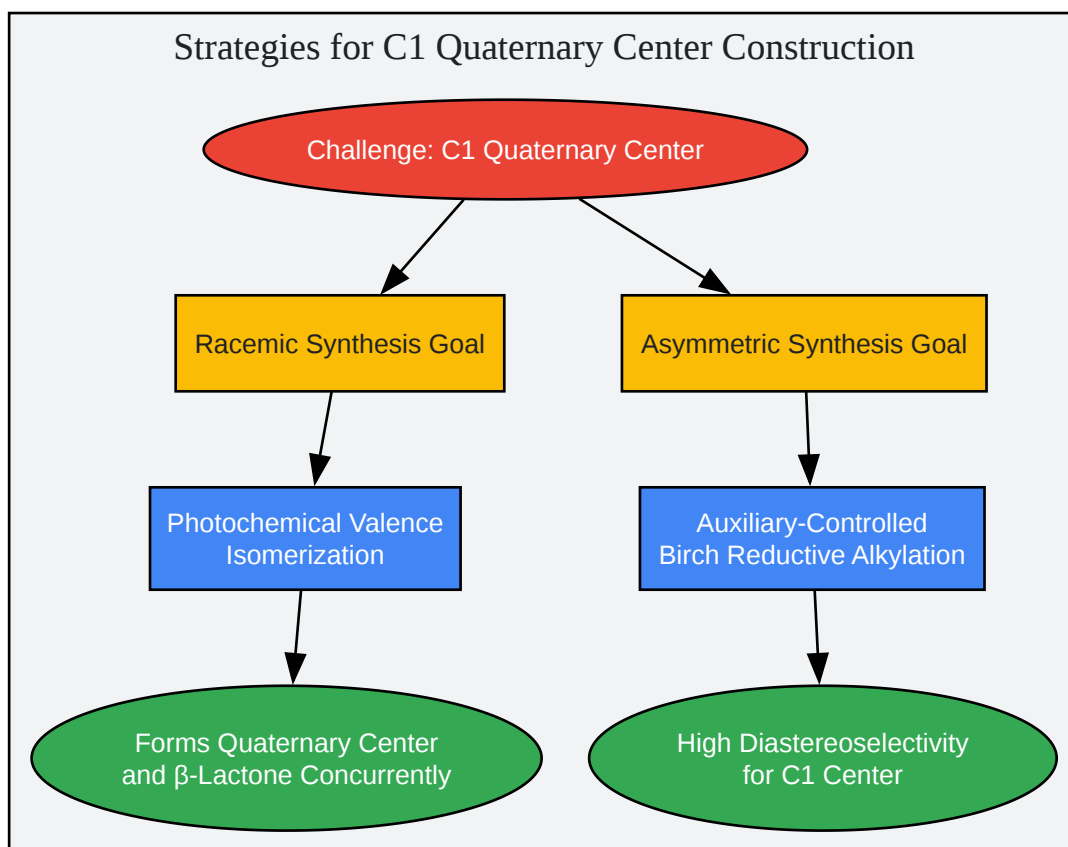 Strategies for C1 Quaternary Center Construction
Challenge: C1 Quaternary Center
Racemic Synthesis Goal
Asymmetric Synthesis Goal
Photochemical Valence
Isomerization
Auxiliary-Controlled
Birch Reductive Alkylation
Forms Quaternary Center
and β-Lactone Concurrently
High Diastereoselectivity
for C1 Center